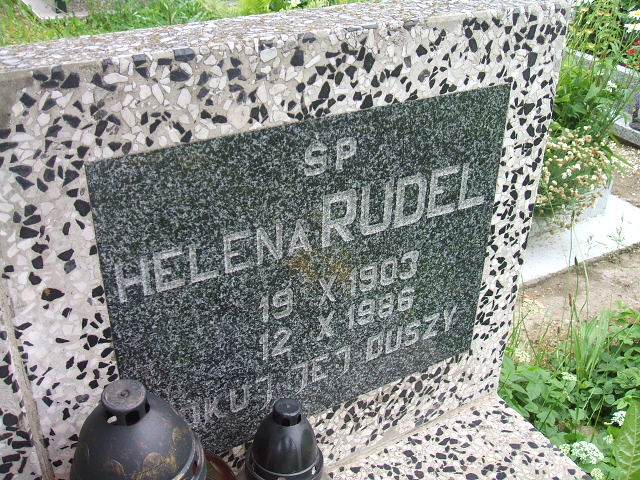 ŚP
HELENA RUDEL
19 X 1903
12 X 1986
JEJ DUSZY